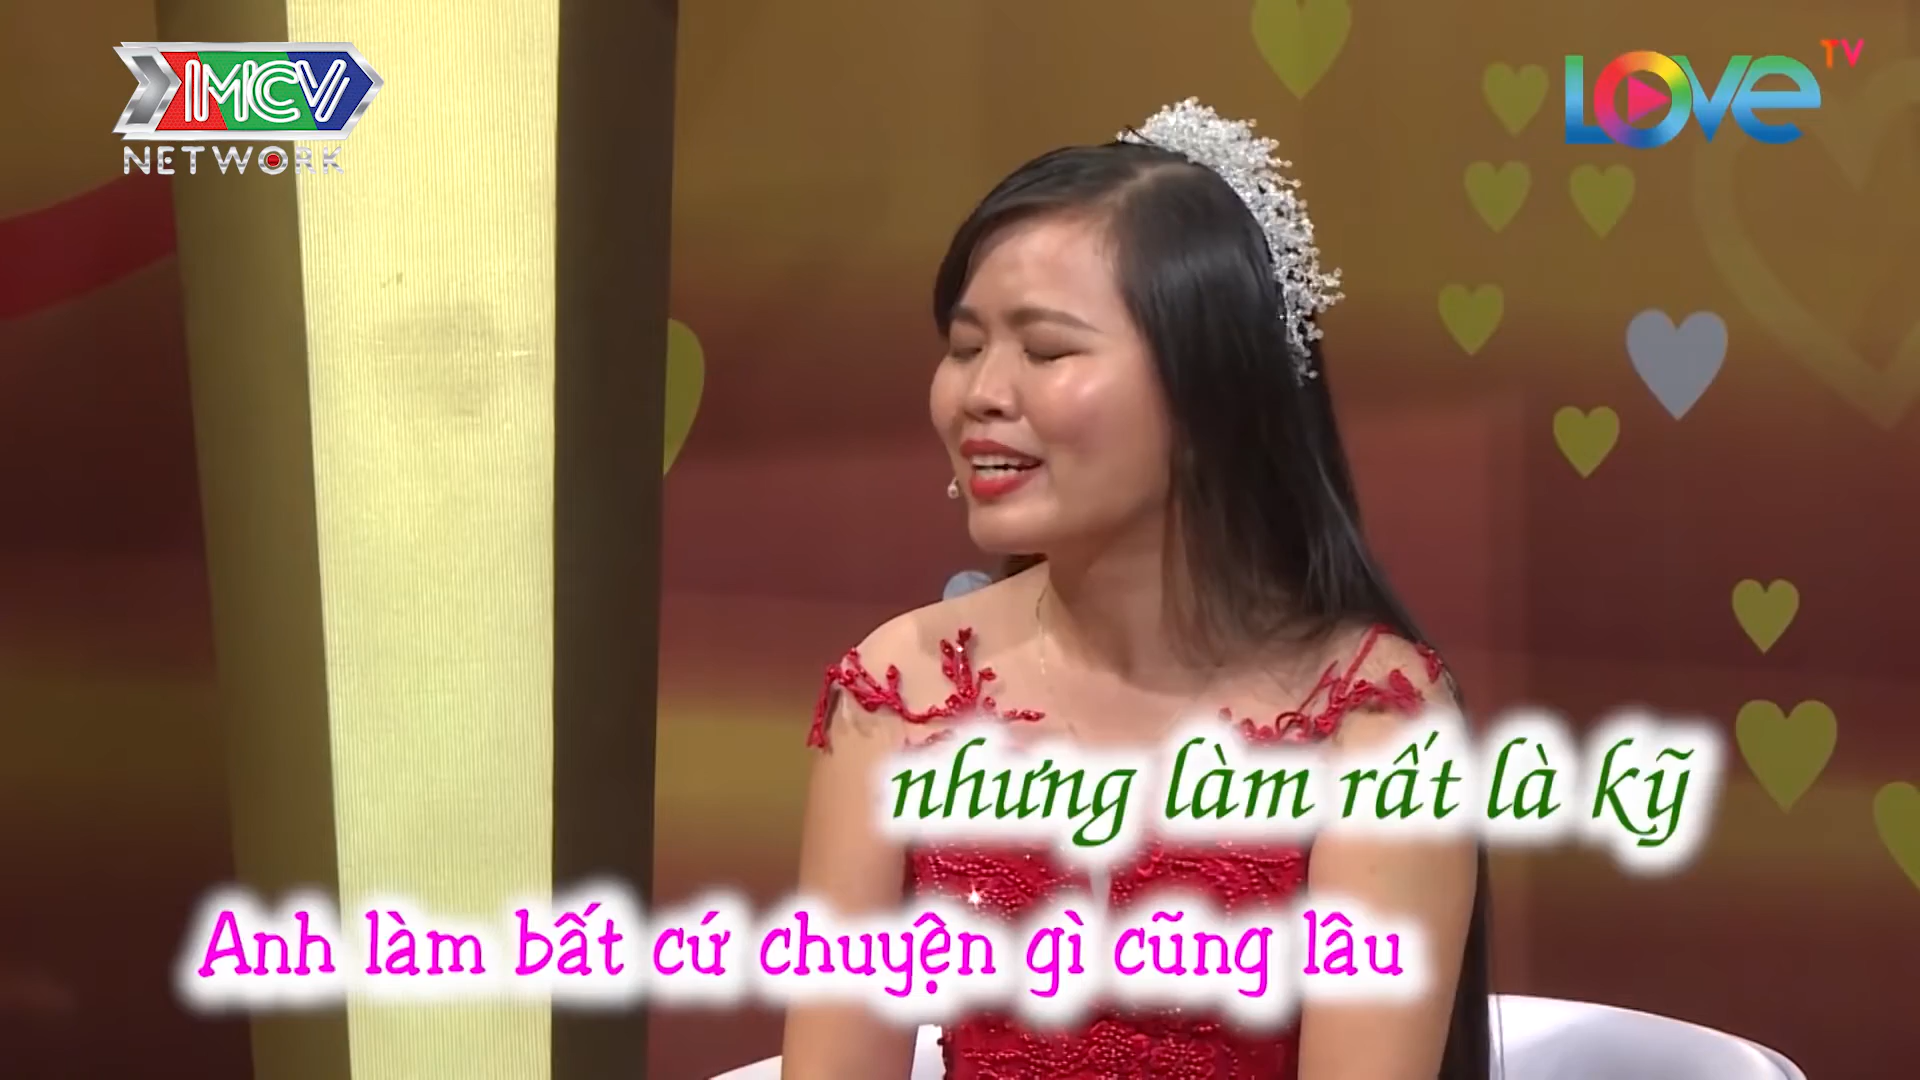 MCV
NETWORK
LOVE TV
nhưng làm rất là kỹ
Anh làm bất cứ chuyện gì cũng lâu